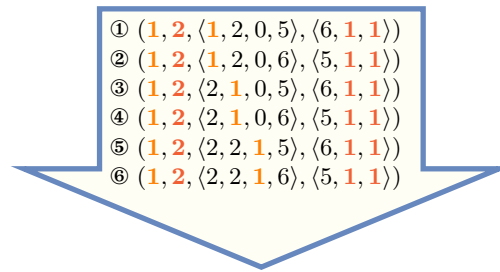 ① (1, 2, ⟨1, 2, 0, 5⟩, ⟨6, 1, 1⟩)
② (1, 2, ⟨1, 2, 0, 6⟩, ⟨5, 1, 1⟩)
③ (1, 2, ⟨2, 1, 0, 5⟩, ⟨6, 1, 1⟩)
④ (1, 2, ⟨2, 1, 0, 6⟩, ⟨5, 1, 1⟩)
⑤ (1, 2, ⟨2, 2, 1, 5⟩, ⟨6, 1, 1⟩)
⑥ (1, 2, ⟨2, 2, 1, 6⟩, ⟨5, 1, 1⟩)